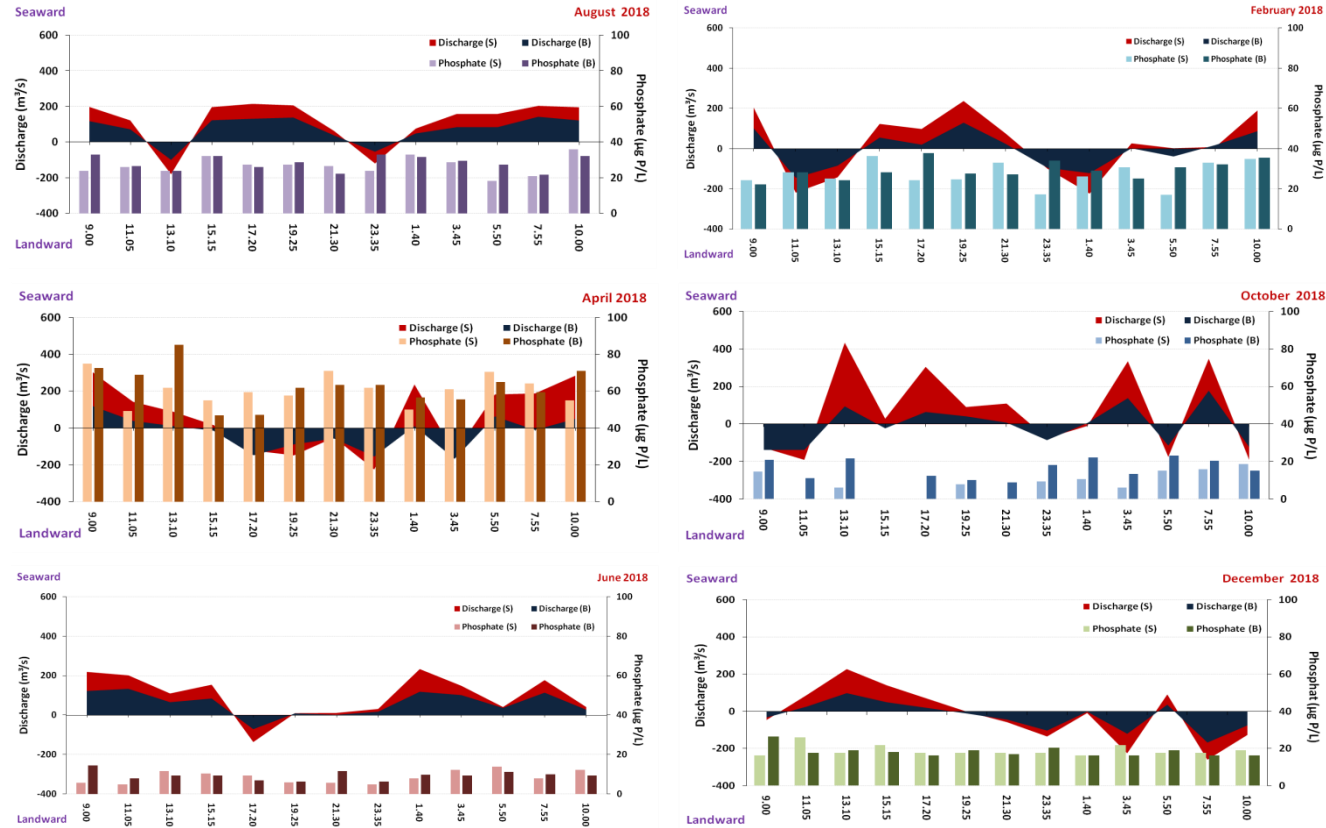 Seaward
August 2018
600
400
200
0
-200
-400
Discharge (m³/s)
Discharge (S)
Discharge (B)
Phosphate (S)
Phosphate (B)
100
80
60
40
20
0
Phosphate (µg P/L)
Landward
9.00
11.05
13.10
15.15
17.20
19.25
21.30
23.35
1.40
3.45
5.50
7.55
10.00
Seaward
February 2018
600
400
200
0
-200
-400
Discharge (m³/s)
Discharge (S)
Discharge (B)
Phosphate (S)
Phosphate (B)
100
80
60
40
20
0
Phosphate (µg P/L)
Landward
9.00
11.05
13.10
15.15
17.20
19.25
21.30
23.35
1.40
3.45
5.50
7.55
10.00
Seaward
April 2018
600
400
200
0
-200
-400
Discharge (m³/s)
Discharge (S)
Discharge (B)
Phosphate (S)
Phosphate (B)
100
80
60
40
20
0
Phosphate (µg P/L)
Landward
9.00
11.05
13.10
15.15
17.20
19.25
21.30
23.35
1.40
3.45
5.50
7.55
10.00
Seaward
October 2018
600
400
200
0
-200
-400
Discharge (m³/s)
Discharge (S)
Discharge (B)
Phosphate (S)
Phosphate (B)
100
80
60
40
20
0
Phosphate (µg P/L)
Landward
9.00
11.05
13.10
15.15
17.20
19.25
21.30
23.35
1.40
3.45
5.50
7.55
10.00
Seaward
June 2018
600
400
200
0
-200
-400
Discharge (m³/s)
Discharge (S)
Discharge (B)
Phosphate (S)
Phosphate (B)
100
80
60
40
20
0
Phosphate (µg P/L)
Landward
9.00
11.05
13.10
15.15
17.20
19.25
21.30
23.35
1.40
3.45
5.50
7.55
10.00
Seaward
December 2018
600
400
200
0
-200
-400
Discharge (m³/s)
Discharge (S)
Discharge (B)
Phosphate (S)
Phosphate (B)
100
80
60
40
20
0
Phosphat (µg P/L)
Landward
9.00
11.05
13.10
15.15
17.20
19.25
21.30
23.35
1.40
3.45
5.50
7.55
10.00